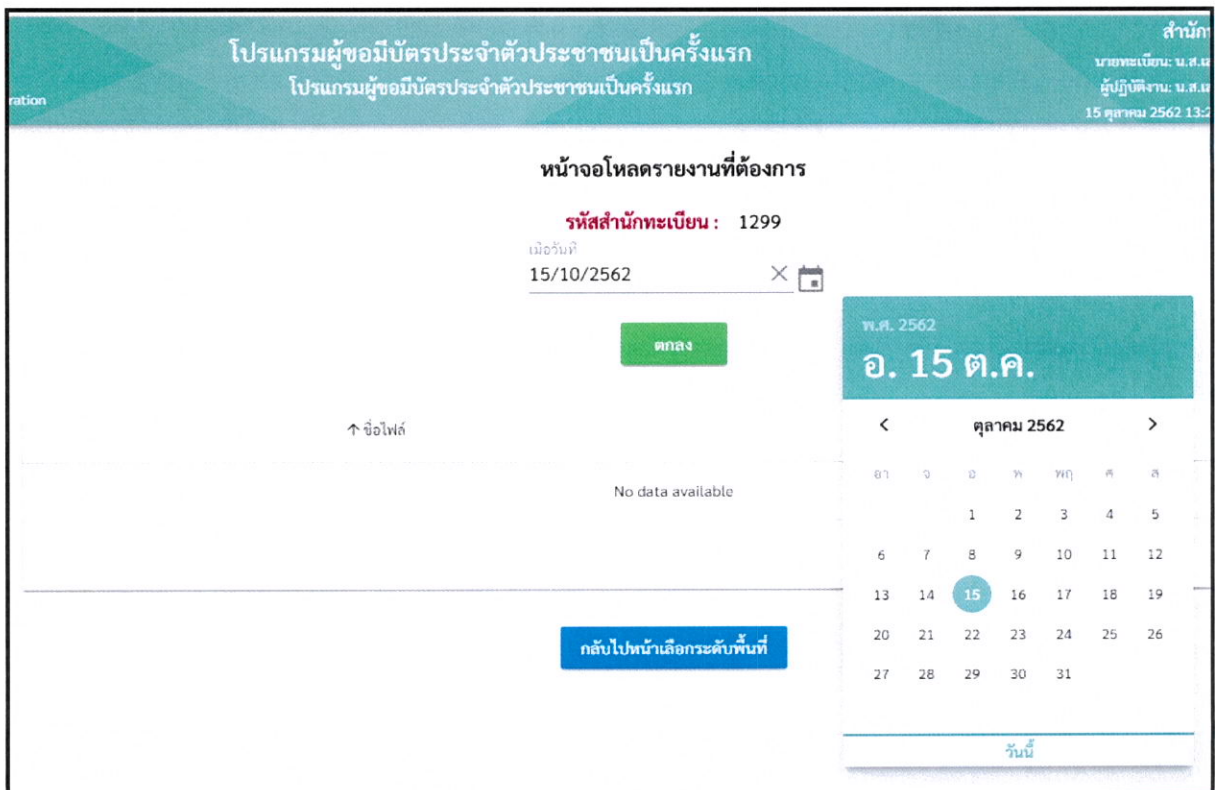 โปรแกรมผู้ขอมีบัตรประจำตัวประชาชนเป็นครั้งแรก
โปรแกรมผู้ขอมีบัตรประจำตัวประชาชนเป็นครั้งแรก
ration
นายทะเบียน: น.ส.
ผู้ปฏิบัติงาน: น.ส.
15 ตุลาคม 2562 13:2
หน้าจอโหลดรายงานที่ต้องการ
รหัสสำนักทะเบียน : 1299
เมื่อวันที่
15/10/2562
ตกลง
↑ ชื่อไฟล์
No data available
กลับไปหน้าเลือกระดับพื้นที่
พ.ศ. 2562
อ. 15 ต.ค.
< ตุลาคม 2562 >
อา จ อ พ พฤ ศ ส
1 2 3 4 5
6 7 8 9 10 11 12
13 14 15 16 17 18 19
20 21 22 23 24 25 26
27 28 29 30 31
วันนี้